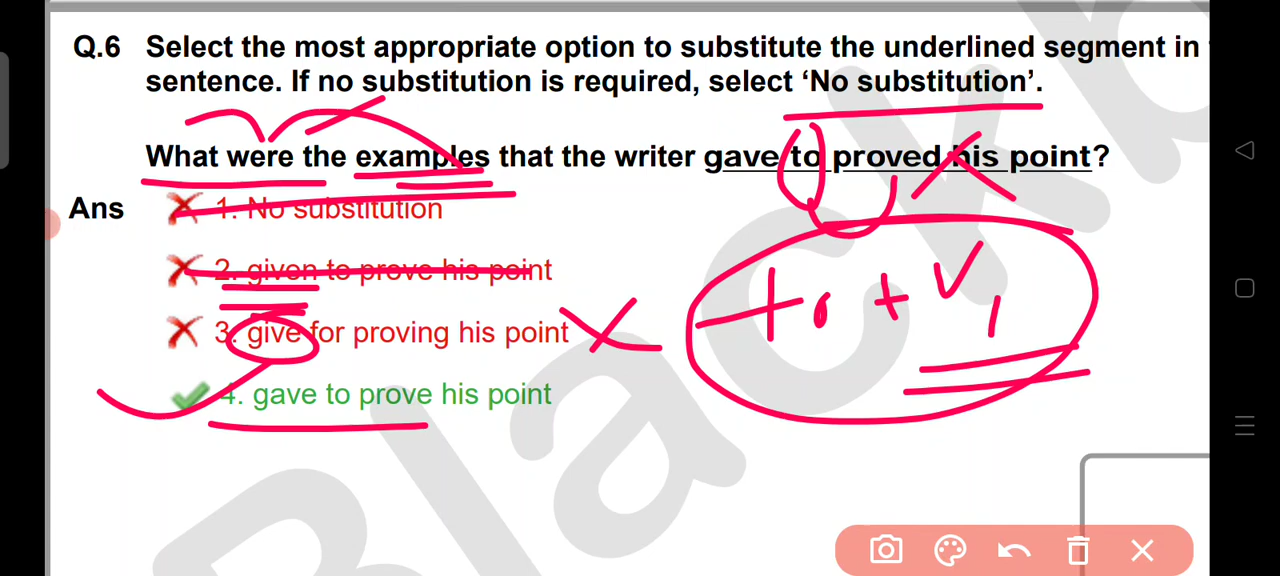 Q.6 Select the most appropriate option to substitute the underlined segment in
sentence. If no substitution is required, select ‘No substitution’.
What were the examples that the writer gave to proved his point?
Ans 1. No substitution
2. given to prove his point
3. give for proving his point
4. gave to prove his point
to + V1
Blackb